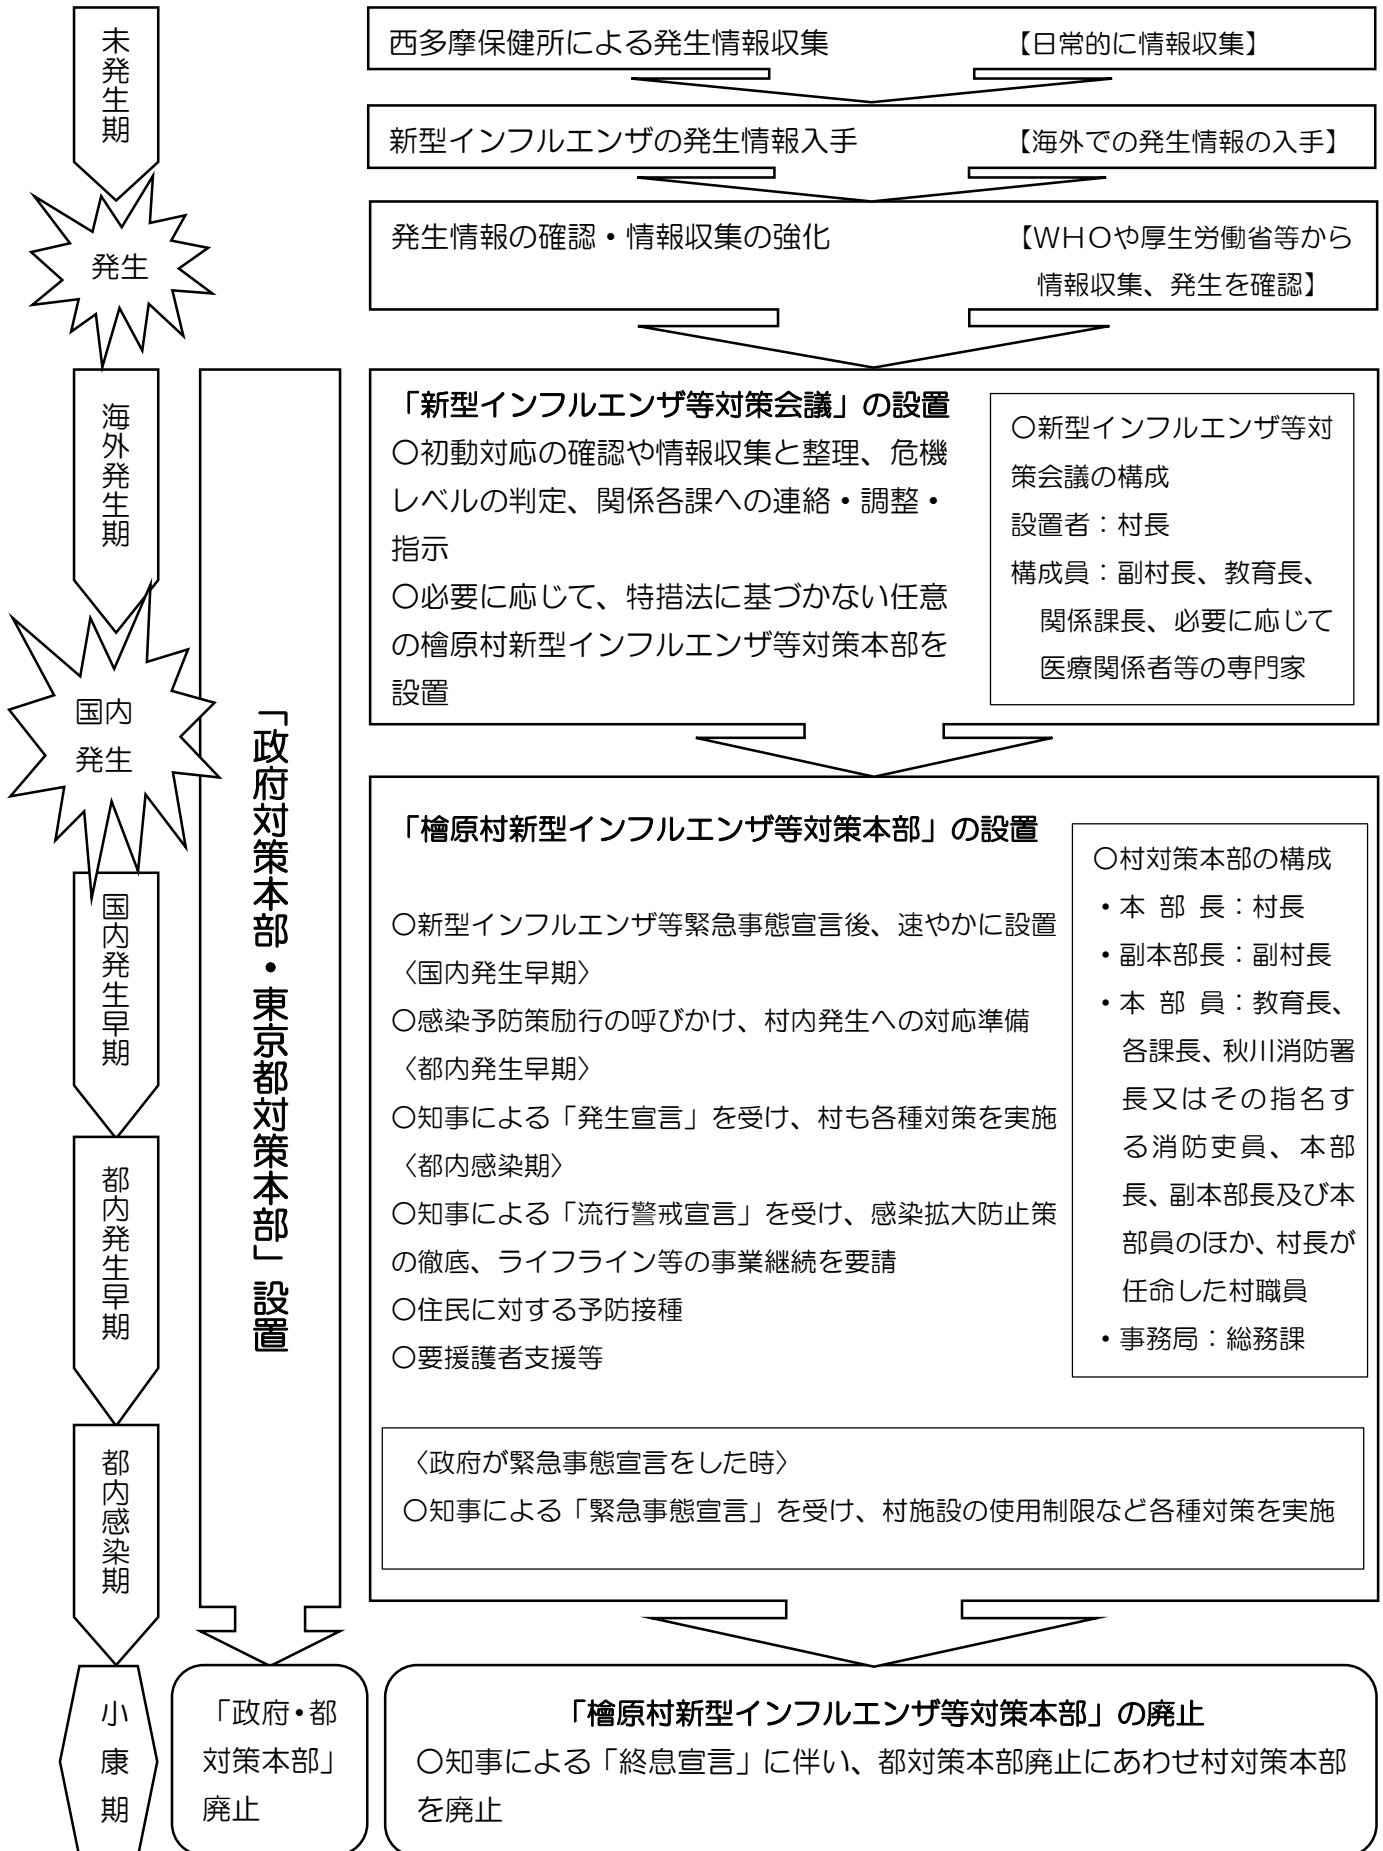 未発生期
西多摩保健所による発生情報収集 【日常的に情報収集】
新型インフルエンザの発生情報入手 【海外での発生情報の入手】
発生
発生情報の確認・情報収集の強化 【ＷＨＯや厚生労働省等から
情報収集、発生を確認】
海外発生期
「新型インフルエンザ等対策会議」の設置
○初動対応の確認や情報収集と整理、危機
レベルの判定、関係各課への連絡・調整・
指示
○必要に応じて、特措法に基づかない任意
の檜原村新型インフルエンザ等対策本部を
設置
○新型インフルエンザ等対
策会議の構成
設置者：村長
構成員：副村長、教育長、
関係課長、必要に応じて
医療関係者等の専門家
国内
発生
「政府対策本部・東京都対策本部」設置
国内発生早期
都内発生早期
都内感染期
「檜原村新型インフルエンザ等対策本部」の設置
○新型インフルエンザ等緊急事態宣言後、速やかに設置
〈国内発生早期〉
○感染予防策励行の呼びかけ、村内発生への対応準備
〈都内発生早期〉
○知事による「発生宣言」を受け、村も各種対策を実施
〈都内感染期〉
○知事による「流行警戒宣言」を受け、感染拡大防止策
の徹底、ライフライン等の事業継続を要請
○住民に対する予防接種
○要援護者支援等
○村対策本部の構成
・本 部 長：村長
・副本部長：副村長
・本 部 員：教育長、
各課長、秋川消防署
長又はその指名す
る消防吏員、本部
長、副本部長及び本
部員のほか、村長が
任命した村職員
・事務局：総務課
〈政府が緊急事態宣言をした時〉
○知事による「緊急事態宣言」を受け、村施設の使用制限など各種対策を実施
小康期
「政府・都
対策本部」
廃止
「檜原村新型インフルエンザ等対策本部」の廃止
○知事による「終息宣言」に伴い、都対策本部廃止にあわせ村対策本部
を廃止